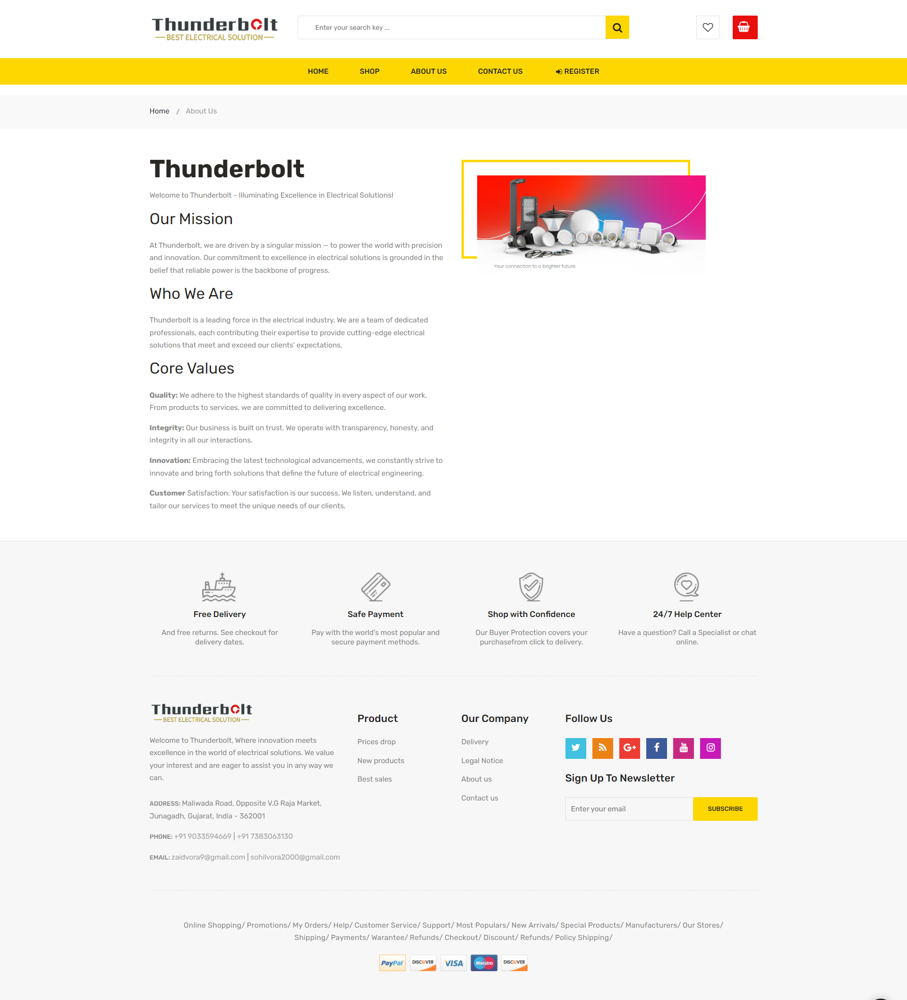 Thunderbolt
BEST ELECTRICAL SOLUTION
Enter your search key ...
HOME
SHOP
ABOUT US
CONTACT US
REGISTER
Home / About Us
Thunderbolt
Welcome to Thunderbolt - Illuminating Excellence in Electrical Solutions!
Our Mission
At Thunderbolt, we are driven by a singular mission — to power the world with precision
and innovation. Our commitment to excellence in electrical solutions is grounded in the
belief that reliable power is the backbone of progress.
Who We Are
Thunderbolt is a leading force in the electrical industry. We are a team of dedicated
professionals, each contributing their expertise to provide cutting-edge electrical
solutions that meet and exceed our clients' expectations.
Core Values
Quality: We adhere to the highest standards of quality in every aspect of our work.
From products to services, we are committed to delivering excellence.
Integrity: Our business is built on trust. We operate with transparency, honesty, and
integrity in all our interactions.
Innovation: Embracing the latest technological advancements, we constantly strive to
innovate and bring forth solutions that define the future of electrical engineering.
Customer Satisfaction: Your satisfaction is our success. We listen, understand, and
tailor our services to meet the unique needs of our clients.
Your connection to a brighter future.
Free Delivery
And free returns. See checkout for
delivery dates.
Safe Payment
Pay with the world's most popular and
secure payment methods.
Shop with Confidence
Our Buyer Protection covers your
purchasefrom click to delivery.
24/7 Help Center
Have a question? Call a Specialist or chat
online.
Thunderbolt
BEST ELECTRICAL SOLUTION
Welcome to Thunderbolt, Where innovation meets
excellence in the world of electrical solutions. We value
your interest and are eager to assist you in any way we
can.
ADDRESS: Maliwada Road, Opposite V.G Raja Market,
Junagadh, Gujarat, India - 362001
PHONE: +91 9033594669 | +91 7383063130
EMAIL: zaidvora9@gmail.com | sohilvora2000@gmail.com
Product
Prices drop
New products
Best sales
Our Company
Delivery
Legal Notice
About us
Contact us
Follow Us
G+
f
You
Tube
Sign Up To Newsletter
Enter your email
SUBSCRIBE
Online Shopping/ Promotions/ My Orders/ Help/ Customer Service/ Support/ Most Populars/ New Arrivals/ Special Products/ Manufacturers/ Our Stores/
Shipping/ Payments/ Warantee/ Refunds/ Checkout/ Discount/ Refunds/ Policy Shipping/
PayPal
DISCOVER
VISA
Maestro
DISCOVER